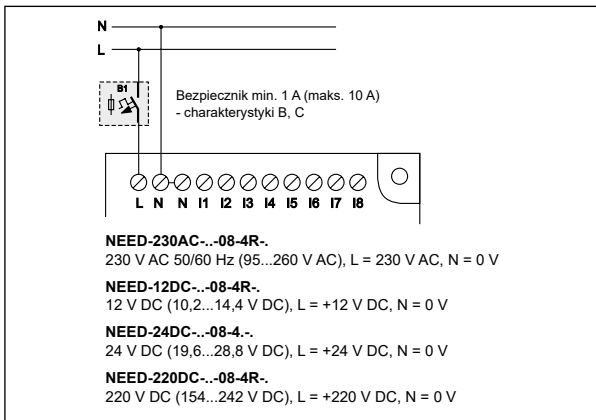 N
L
B1
Bezpiecznik min. 1 A (maks. 10 A)
- charakterystyki B, C
L N N I1 I2 I3 I4 I5 I6 I7 I8
NEED-230AC-..-08-4R-.
230 V AC 50/60 Hz (95...260 V AC), L = 230 V AC, N = 0 V
NEED-12DC-..-08-4R-.
12 V DC (10,2...14,4 V DC), L = +12 V DC, N = 0 V
NEED-24DC-..-08-4.-.
24 V DC (19,6...28,8 V DC), L = +24 V DC, N = 0 V
NEED-220DC-..-08-4R-.
220 V DC (154...242 V DC), L = +220 V DC, N = 0 V